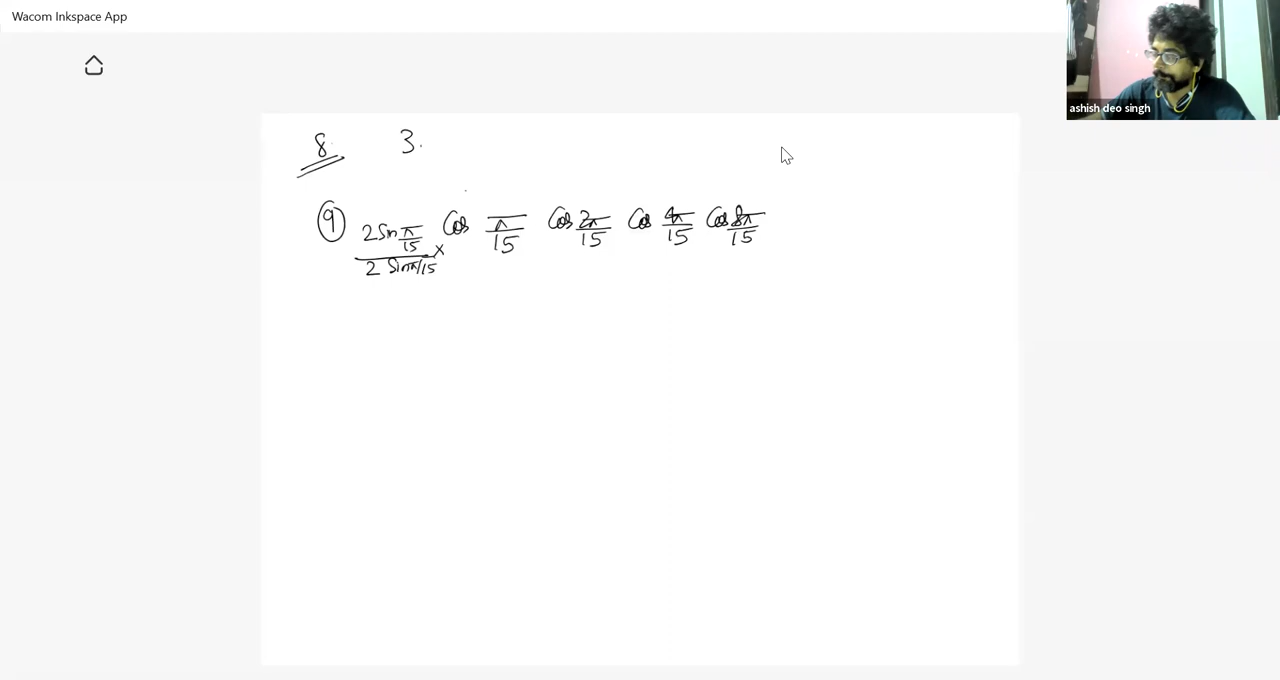 Wacom Inkspace App
ashish deo singh
8. 3.
9 2 Sin π/15 / 2 Sin π/15 × Cos π/15 Cos 2π/15 Cos 4π/15 Cos 8π/15